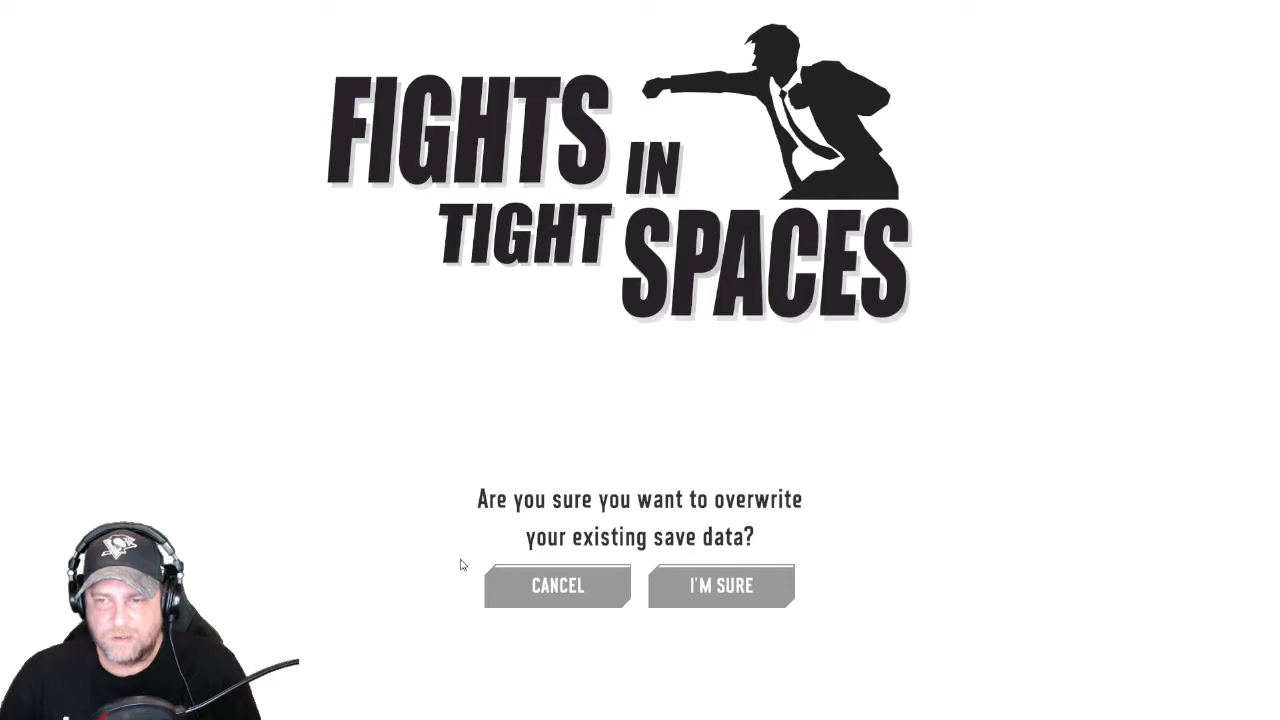 FIGHTS
IN
TIGHT
SPACES
Are you sure you want to overwrite
your existing save data?
CANCEL
I'M SURE